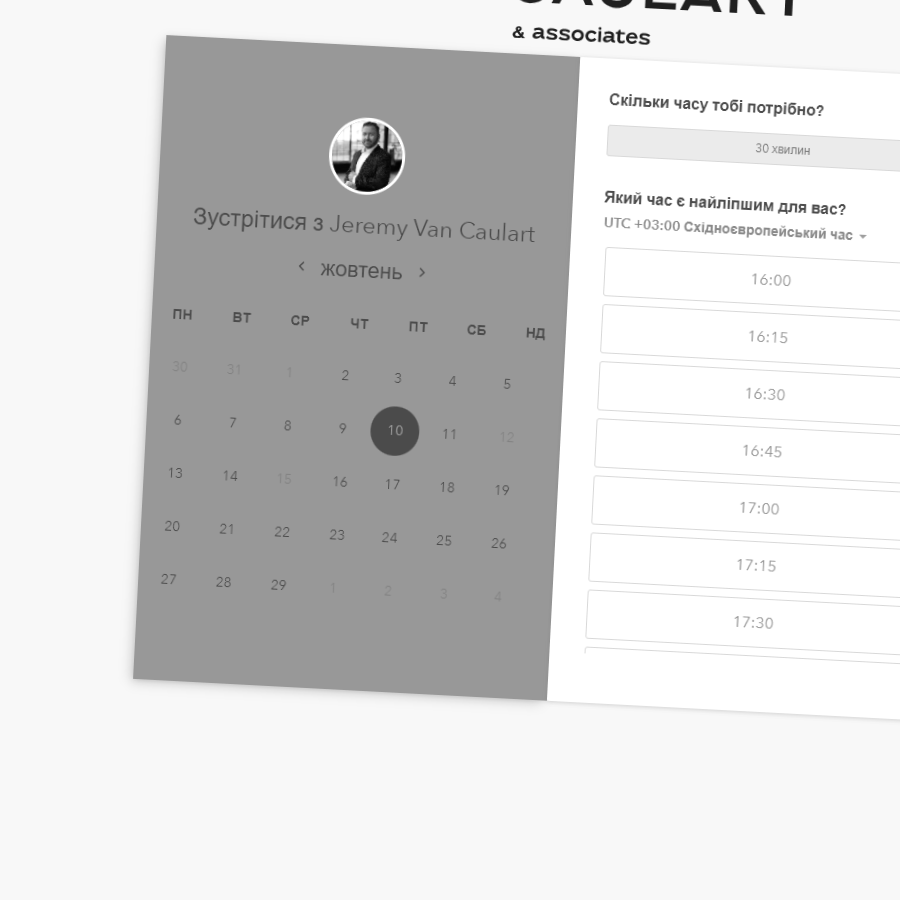 & associates
Зустрітися з Jeremy Van Caulart
жовтень
ПН ВТ СР ЧТ ПТ СБ НД
30 31 1 2 3 4 5
6 7 8 9 10 11 12
13 14 15 16 17 18 19
20 21 22 23 24 25 26
27 28 29 1 2 3 4
Скільки часу тобі потрібно?
30 хвилин
Який час є найліпшим для вас?
UTC +03:00 Східноєвропейський час
16:00
16:15
16:30
16:45
17:00
17:15
17:30